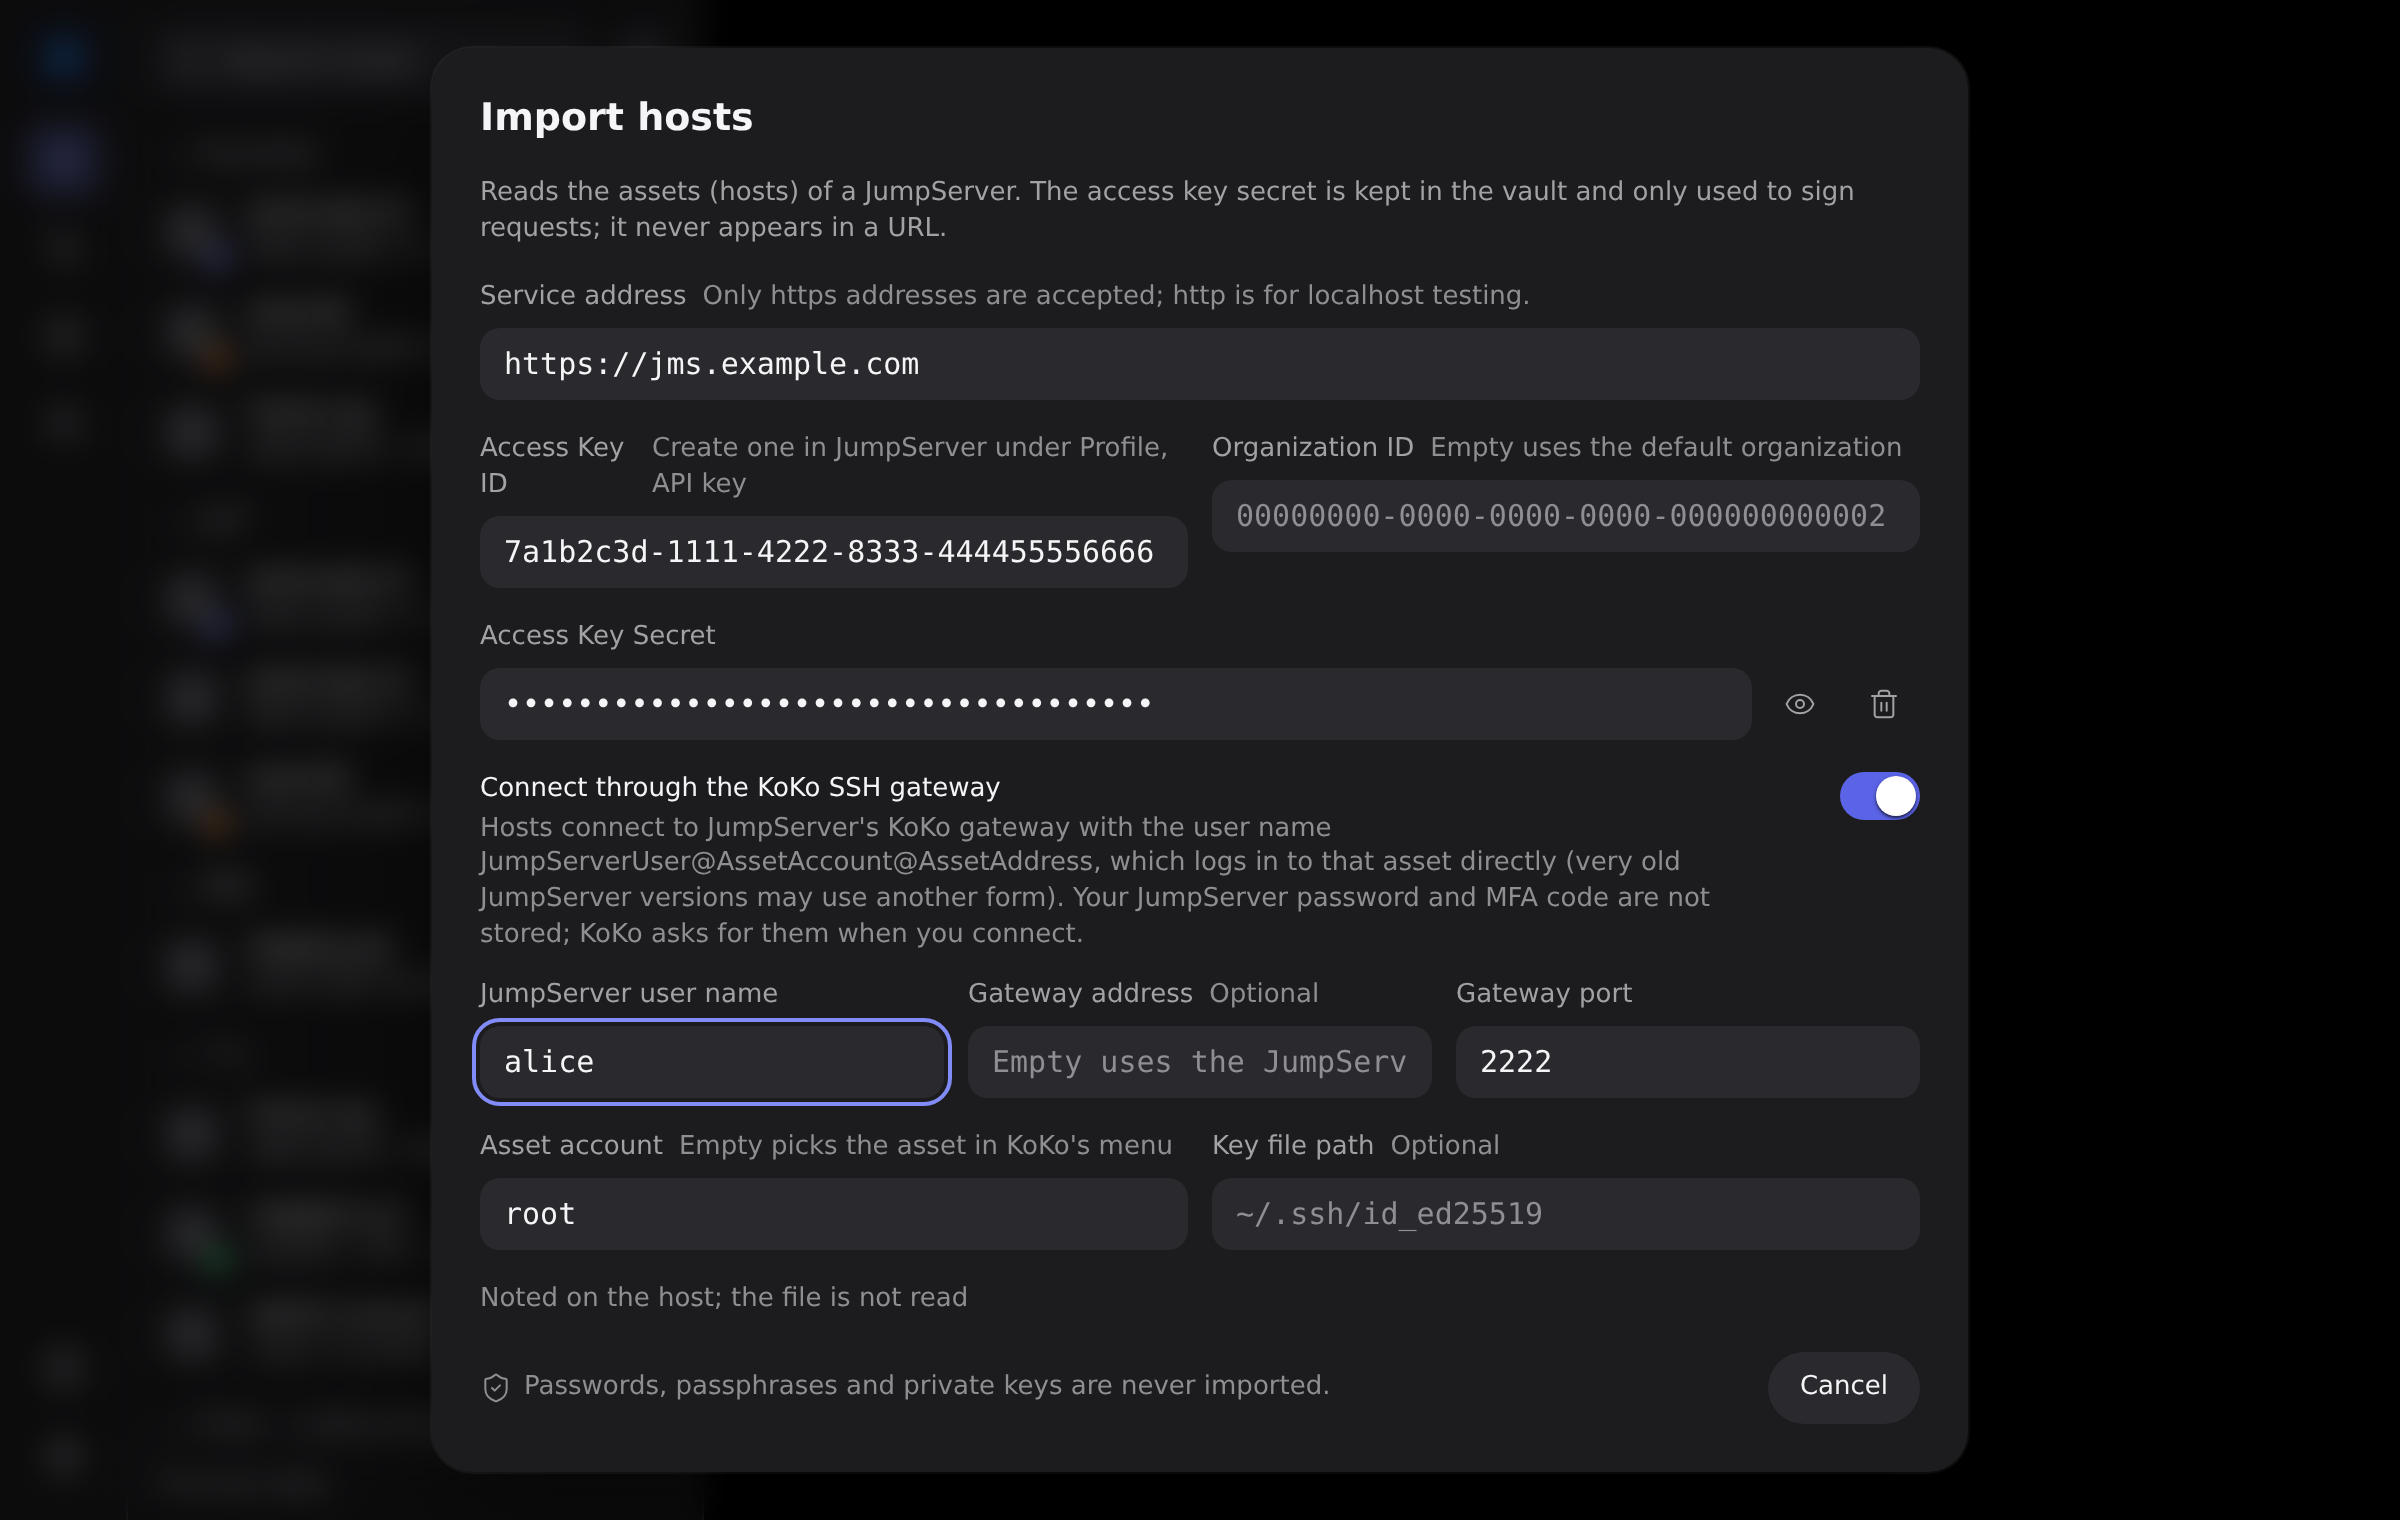 Import hosts
Reads the assets (hosts) of a JumpServer. The access key secret is kept in the vault and only used to sign
requests; it never appears in a URL.
Service address Only https addresses are accepted; http is for localhost testing.
https://jms.example.com
Access Key ID
Create one in JumpServer under Profile,
API key
7a1b2c3d-1111-4222-8333-444455556666
Organization ID Empty uses the default organization
00000000-0000-0000-0000-000000000002
Access Key Secret
••••••••••••••••••••••••••••••••••••
Connect through the KoKo SSH gateway
Hosts connect to JumpServer's KoKo gateway with the user name
JumpServerUser@AssetAccount@AssetAddress, which logs in to that asset directly (very old
JumpServer versions may use another form). Your JumpServer password and MFA code are not
stored; KoKo asks for them when you connect.
JumpServer user name
alice
Gateway address Optional
Empty uses the JumpServ
Gateway port
2222
Asset account Empty picks the asset in KoKo's menu
root
Key file path Optional
~/.ssh/id_ed25519
Noted on the host; the file is not read
Passwords, passphrases and private keys are never imported.
Cancel